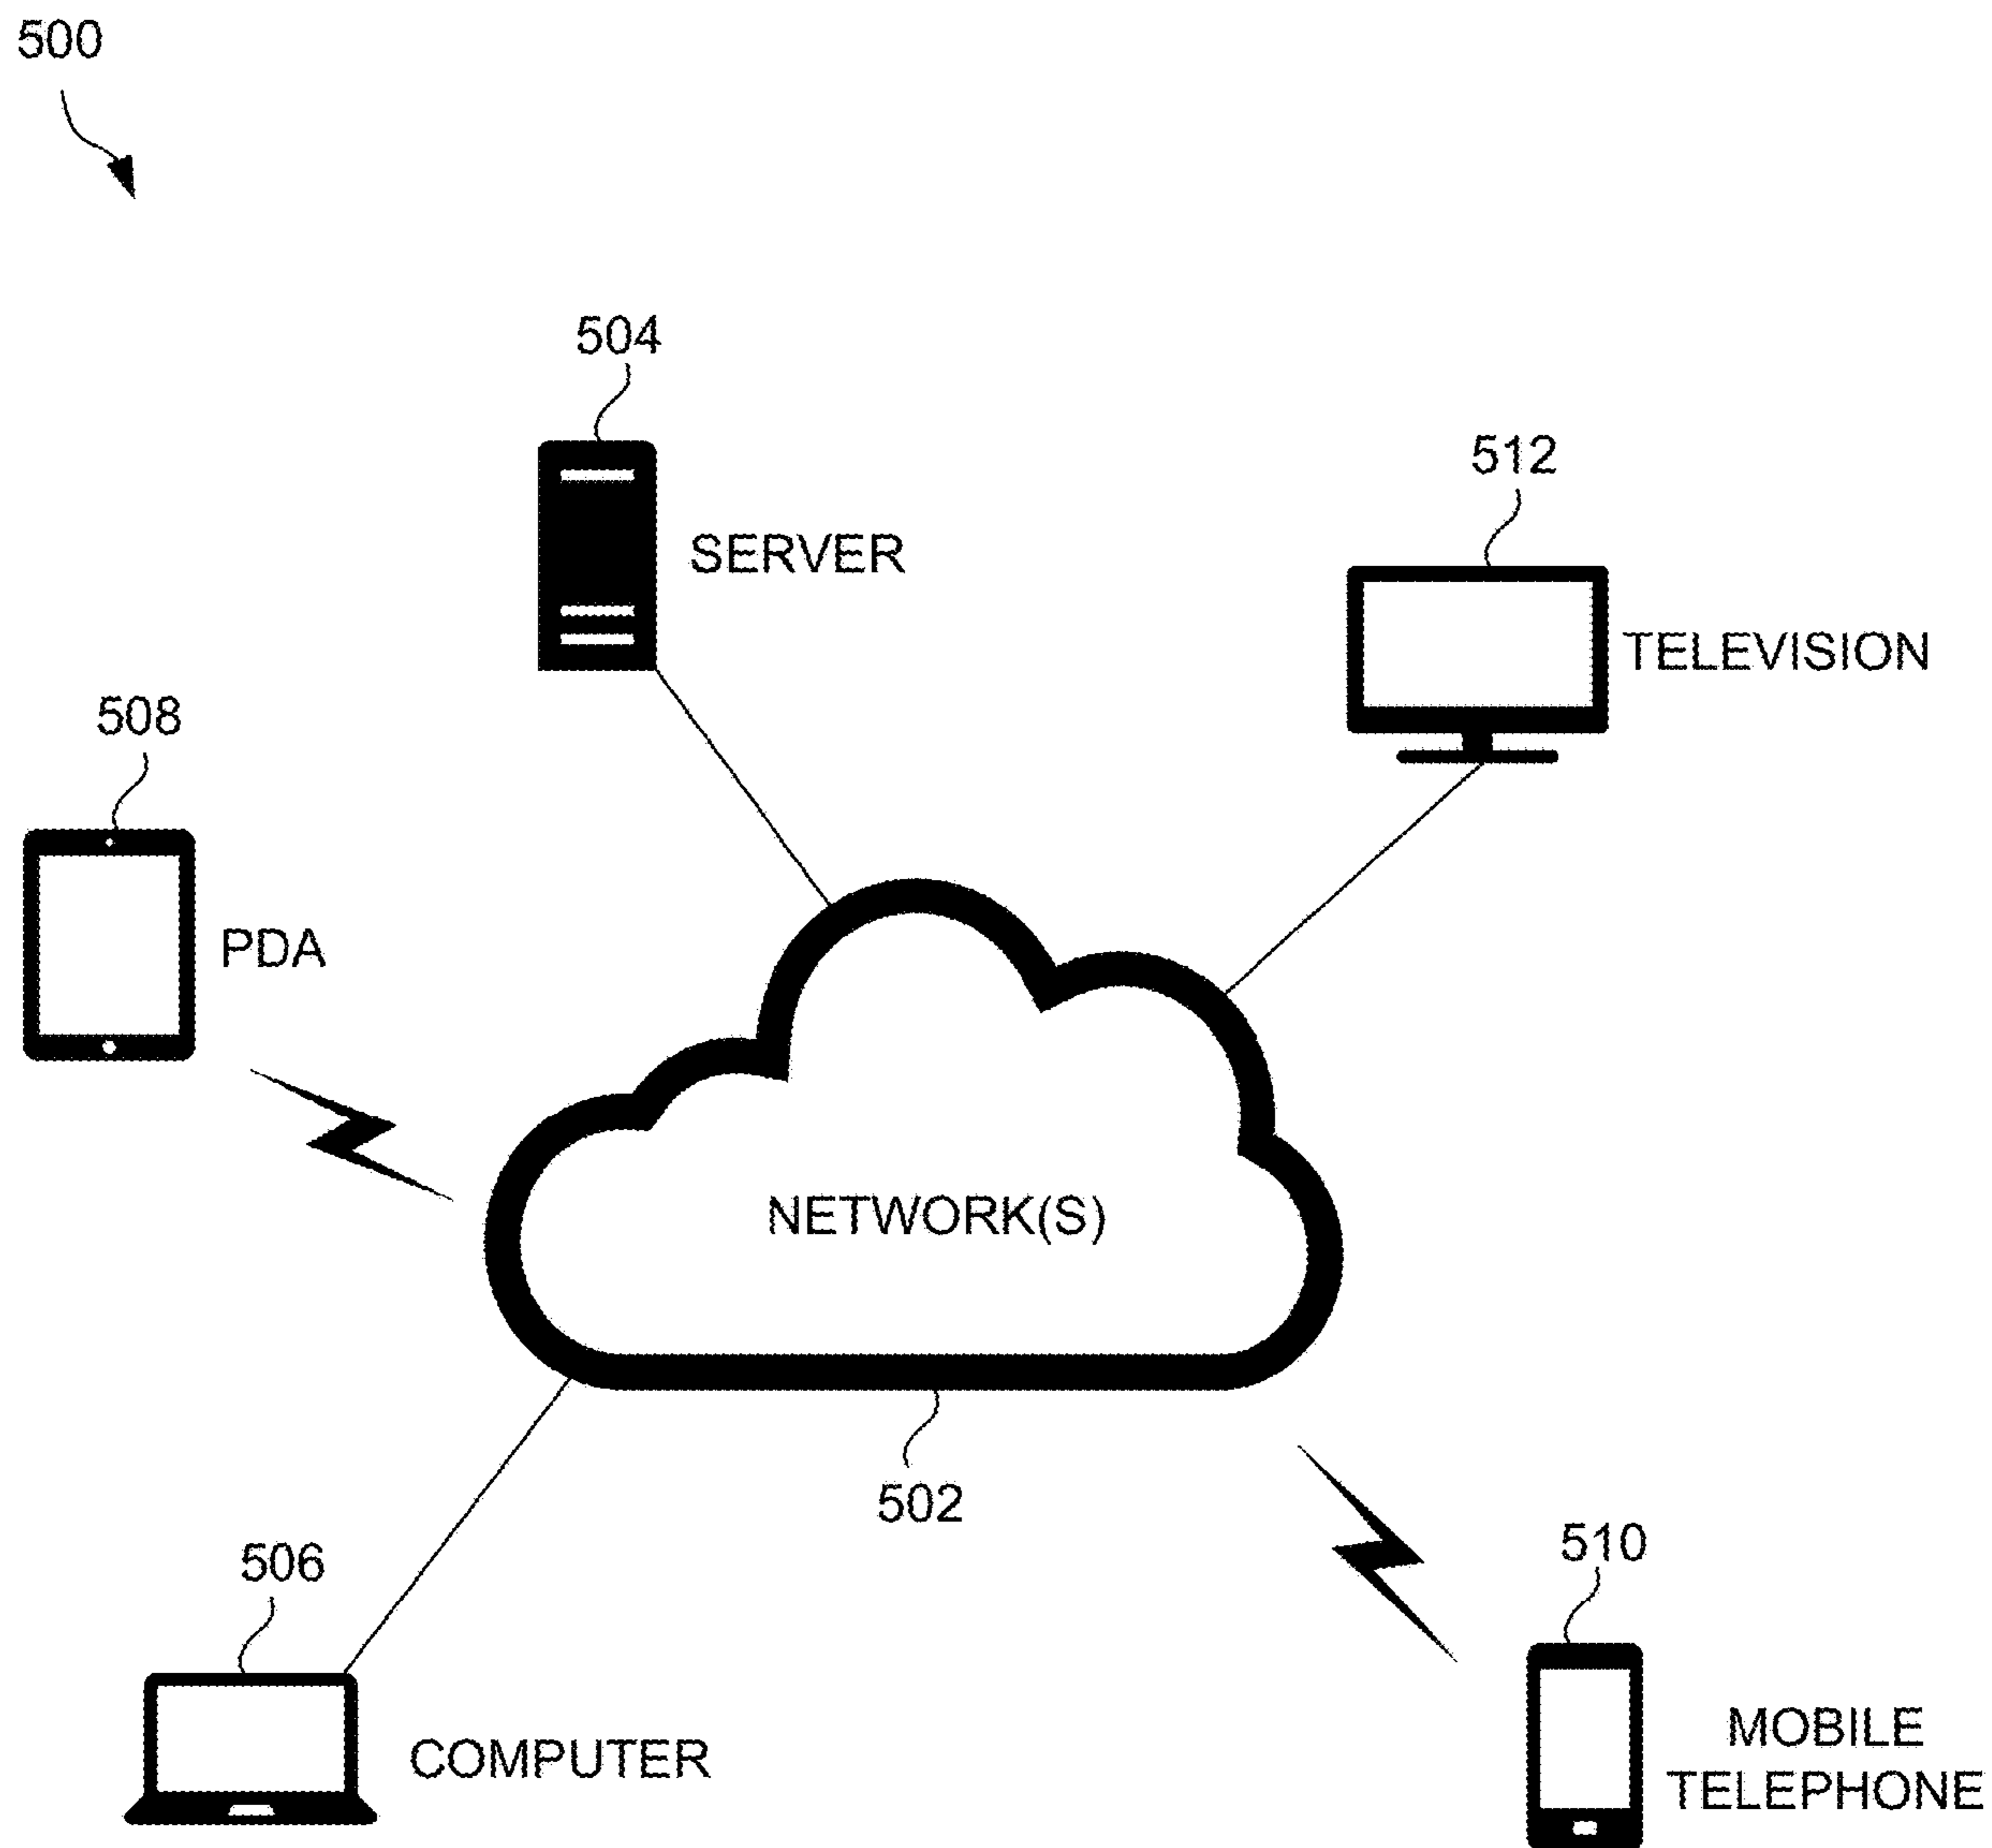 500
504
SERVER
512
TELEVISION
508
PDA
NETWORK(S)
502
506
COMPUTER
510
MOBILE
TELEPHONE